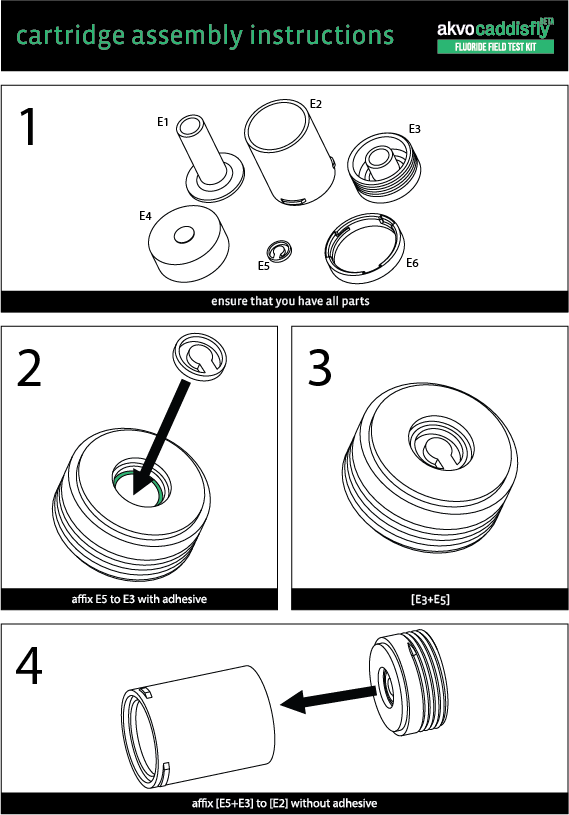 cartridge assembly instructions
akvocaddisfly BETA
FLUORIDE FIELD TEST KIT
1
E1
E2
E3
E4
E5
E6
ensure that you have all parts
2
affix E5 to E3 with adhesive
3
[E3+E5]
4
affix [E5+E3] to [E2] without adhesive